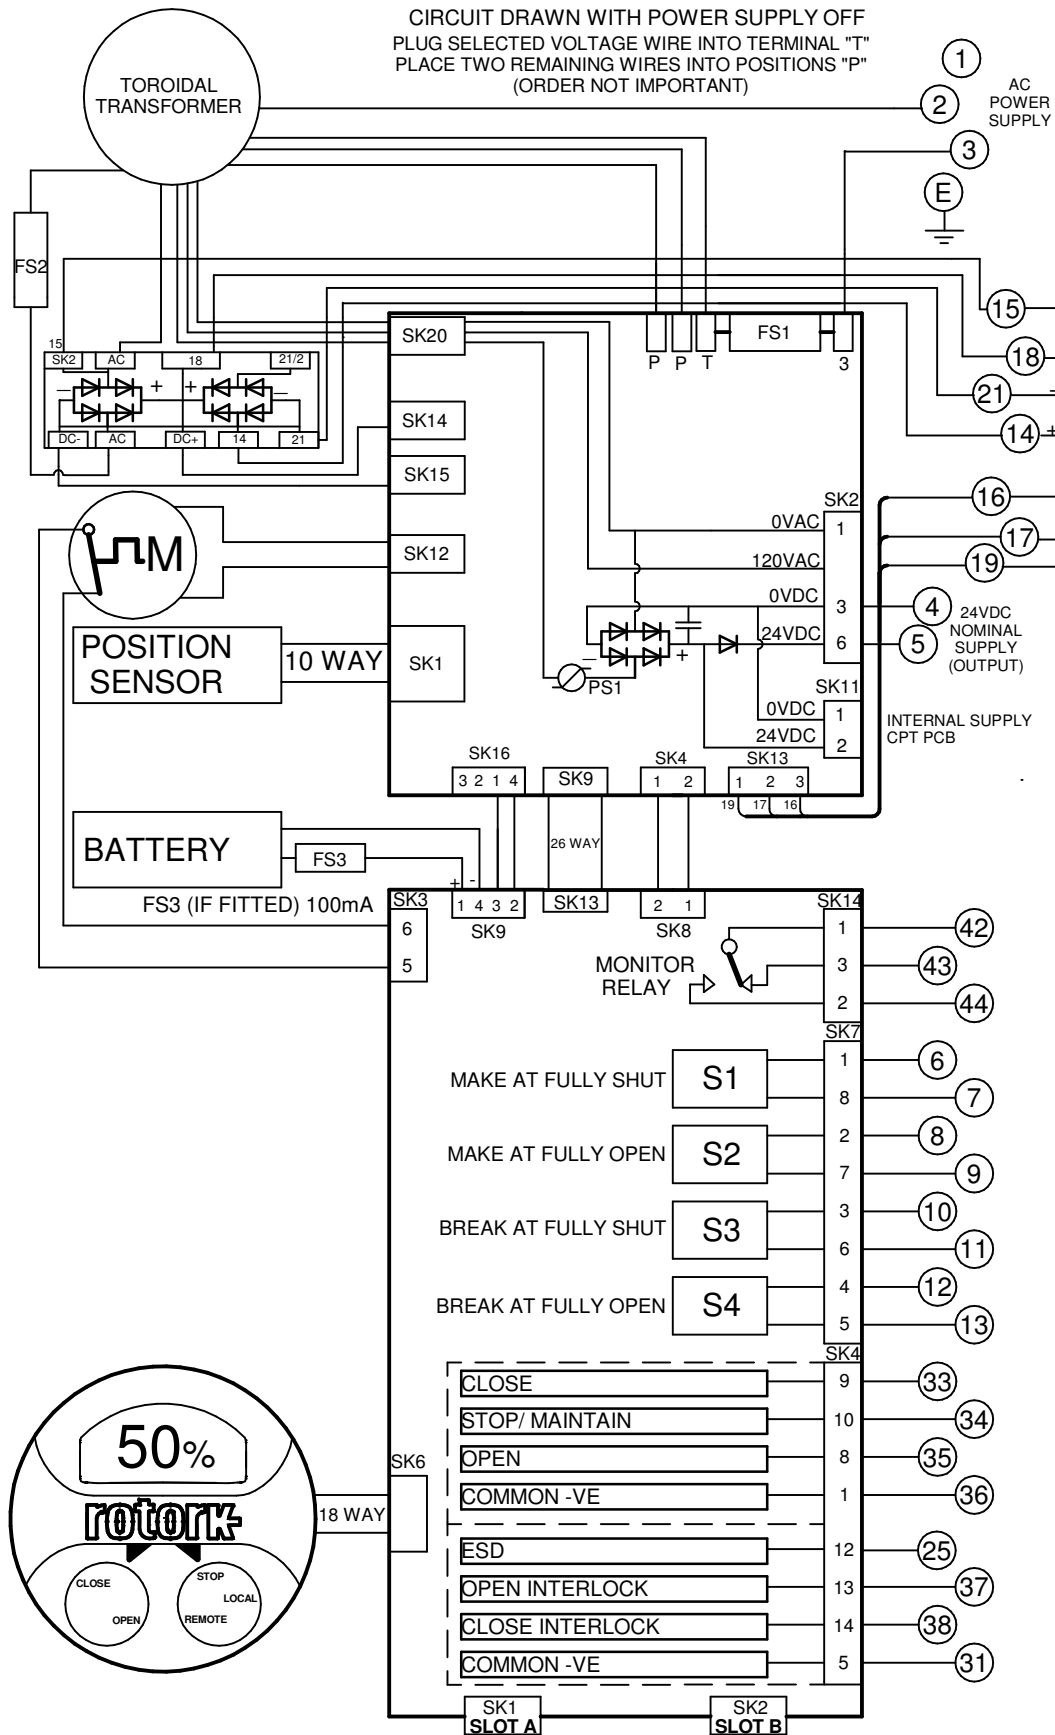 CIRCUIT DRAWN WITH POWER SUPPLY OFF
PLUG SELECTED VOLTAGE WIRE INTO TERMINAL "T"
PLACE TWO REMAINING WIRES INTO POSITIONS "P"
(ORDER NOT IMPORTANT)
TOROIDAL
TRANSFORMER
1
2
3
E
AC
POWER
SUPPLY
FS2
15
SK2
AC
18
21/2
− + + −
DC-
AC
DC+
14
21
SK20
SK14
SK15
SK12
SK1
P
P
T
FS1
3
15
18
21
-
14
+
16
17
19
M
POSITION
SENSOR
10 WAY
SK2
0VAC
1
120VAC
0VDC
3
24VDC
6
− +
PS1
SK11
0VDC
1
24VDC
2
4
5
24VDC
NOMINAL
SUPPLY
(OUTPUT)
INTERNAL SUPPLY
CPT PCB
SK16
3 2 1 4
SK9
SK4
1 2
SK13
1 2 3
19 17 16
BATTERY
FS3
FS3 (IF FITTED) 100mA
26 WAY
+ -
SK3
6
5
1 4 3 2
SK9
SK13
2 1
SK8
MONITOR
RELAY
SK14
1
3
2
42
43
44
SK7
MAKE AT FULLY SHUT
S1
1
8
6
7
MAKE AT FULLY OPEN
S2
2
7
8
9
BREAK AT FULLY SHUT
S3
3
6
10
11
BREAK AT FULLY OPEN
S4
4
5
12
13
SK4
CLOSE
9
33
STOP/ MAINTAIN
10
34
OPEN
8
35
COMMON -VE
1
36
ESD
12
25
OPEN INTERLOCK
13
37
CLOSE INTERLOCK
14
38
COMMON -VE
5
31
50%
rotork
CLOSE
OPEN
STOP
LOCAL
REMOTE
18 WAY
SK6
SK1
SLOT A
SK2
SLOT B